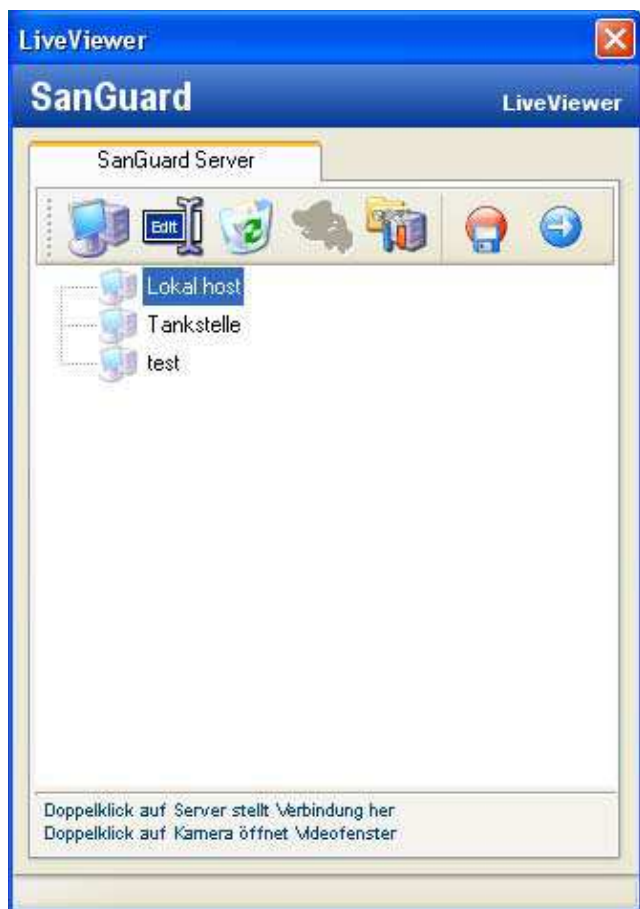 LiveViewer
SanGuard
LiveViewer
SanGuard Server
Edit
Lokal host
Tankstelle
test
Doppelklick auf Server stellt Verbindung her
Doppelklick auf Kamera öffnet Videofenster